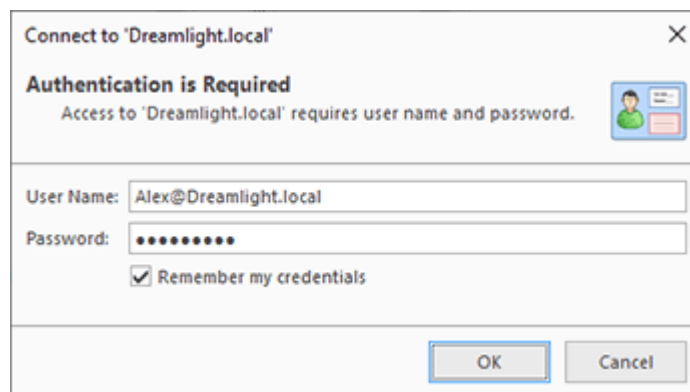 Connect to 'Dreamlight.local'
Authentication is Required
Access to 'Dreamlight.local' requires user name and password.
User Name: Alex@Dreamlight.local
Password: ●●●●●●●●●
Remember my credentials
OK Cancel